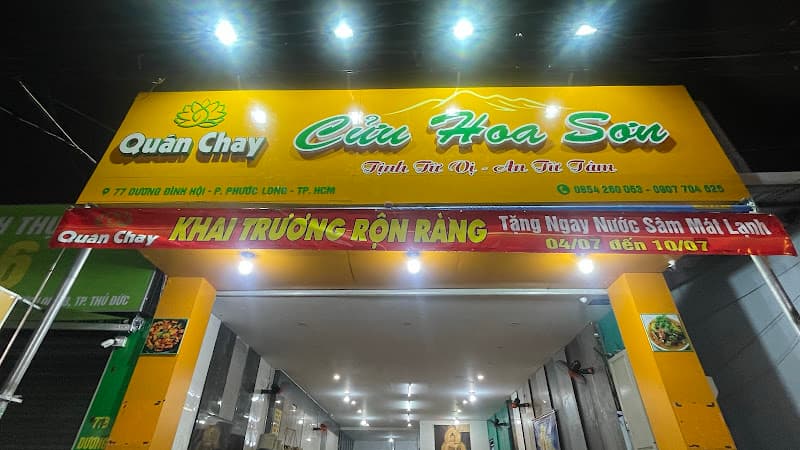 Quán Chay
Cửu Hoa Sơn
Tịnh Từ Vị - An Từ Tâm
77 DƯƠNG ĐÌNH HỘI - P. PHƯỚC LONG - TP. HCM
0854 260 063 - 0907 704 025
Quán Chay
KHAI TRƯƠNG RỘN RÀNG
Tặng Ngay Nước Sâm Mát Lạnh
04/07 đến 10/07
TP. THỦ ĐỨC